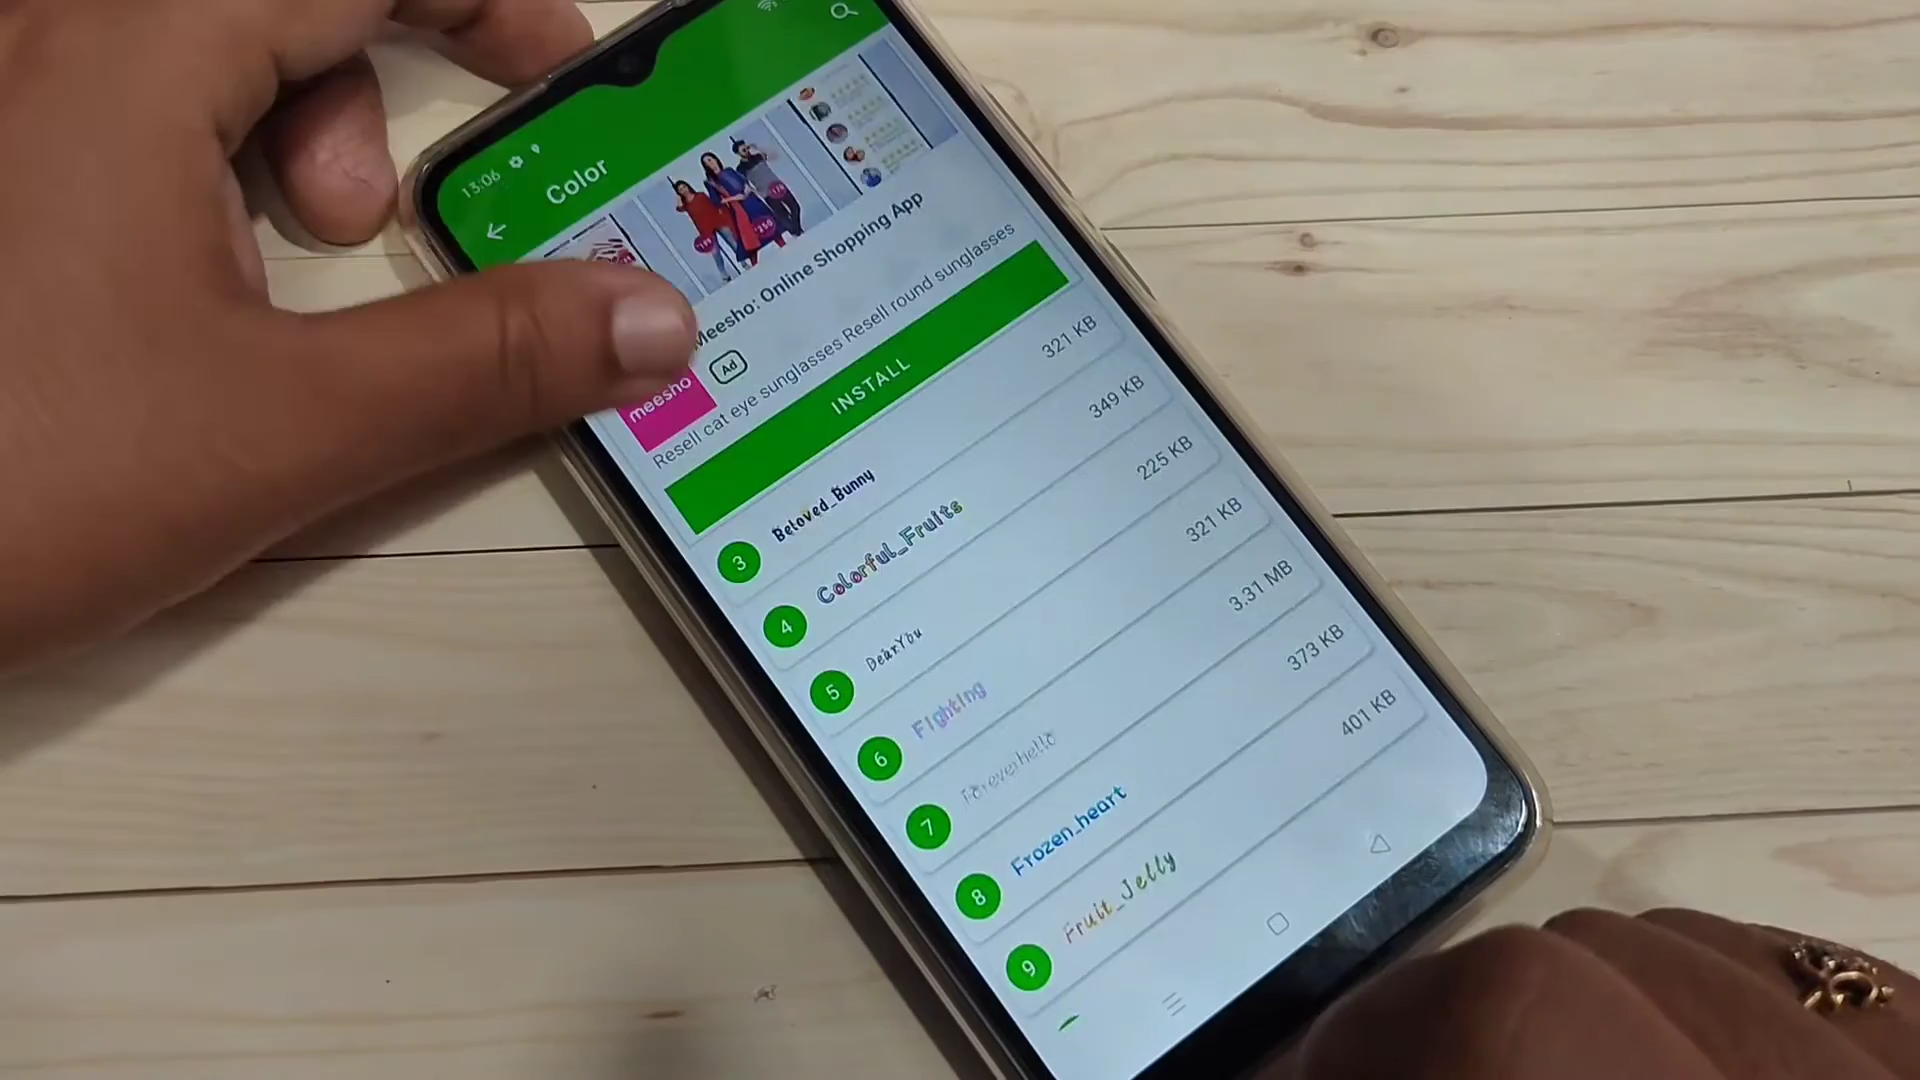 13:06
Color
Meesho: Online Shopping App
Ad
meesho
Resell cat eye sunglasses Resell round sunglasses
INSTALL
3 Beloved_Bunny 321 KB
4 Colorful_Fruits 349 KB
5 DearYou 225 KB
6 Fighting 321 KB
7 Foreverhello 3.31 MB
8 Frozen_heart 373 KB
9 Fruit_Jelly 401 KB